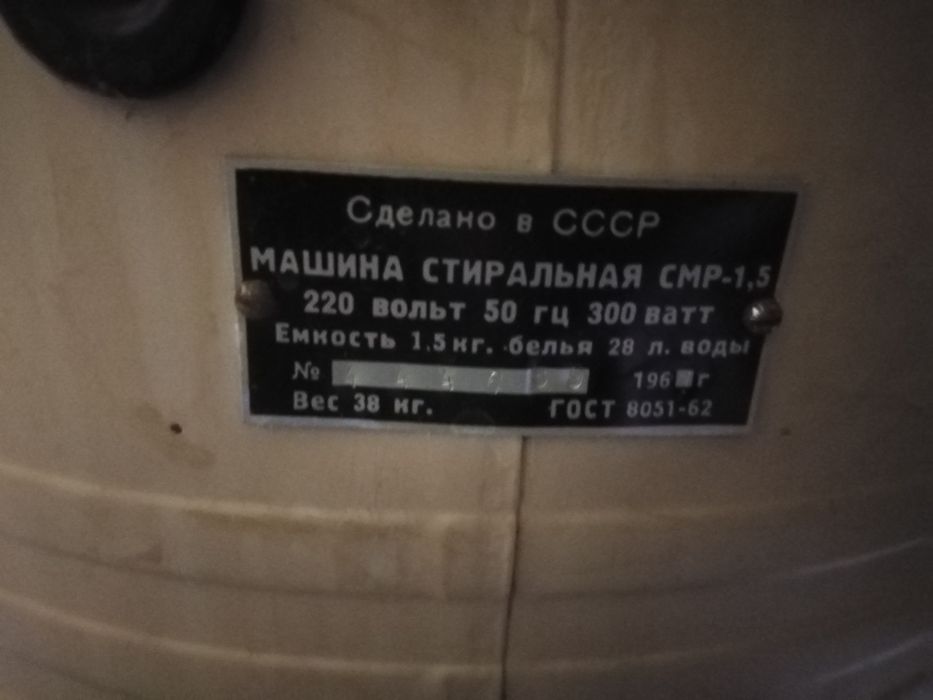 Сделано в СССР
МАШИНА СТИРАЛЬНАЯ СМР-1,5
220 вольт 50 гц 300 ватт
Емкость 1,5 кг. белья 28 л. воды
№ 196 г
Вес 38 кг. ГОСТ 8051-62